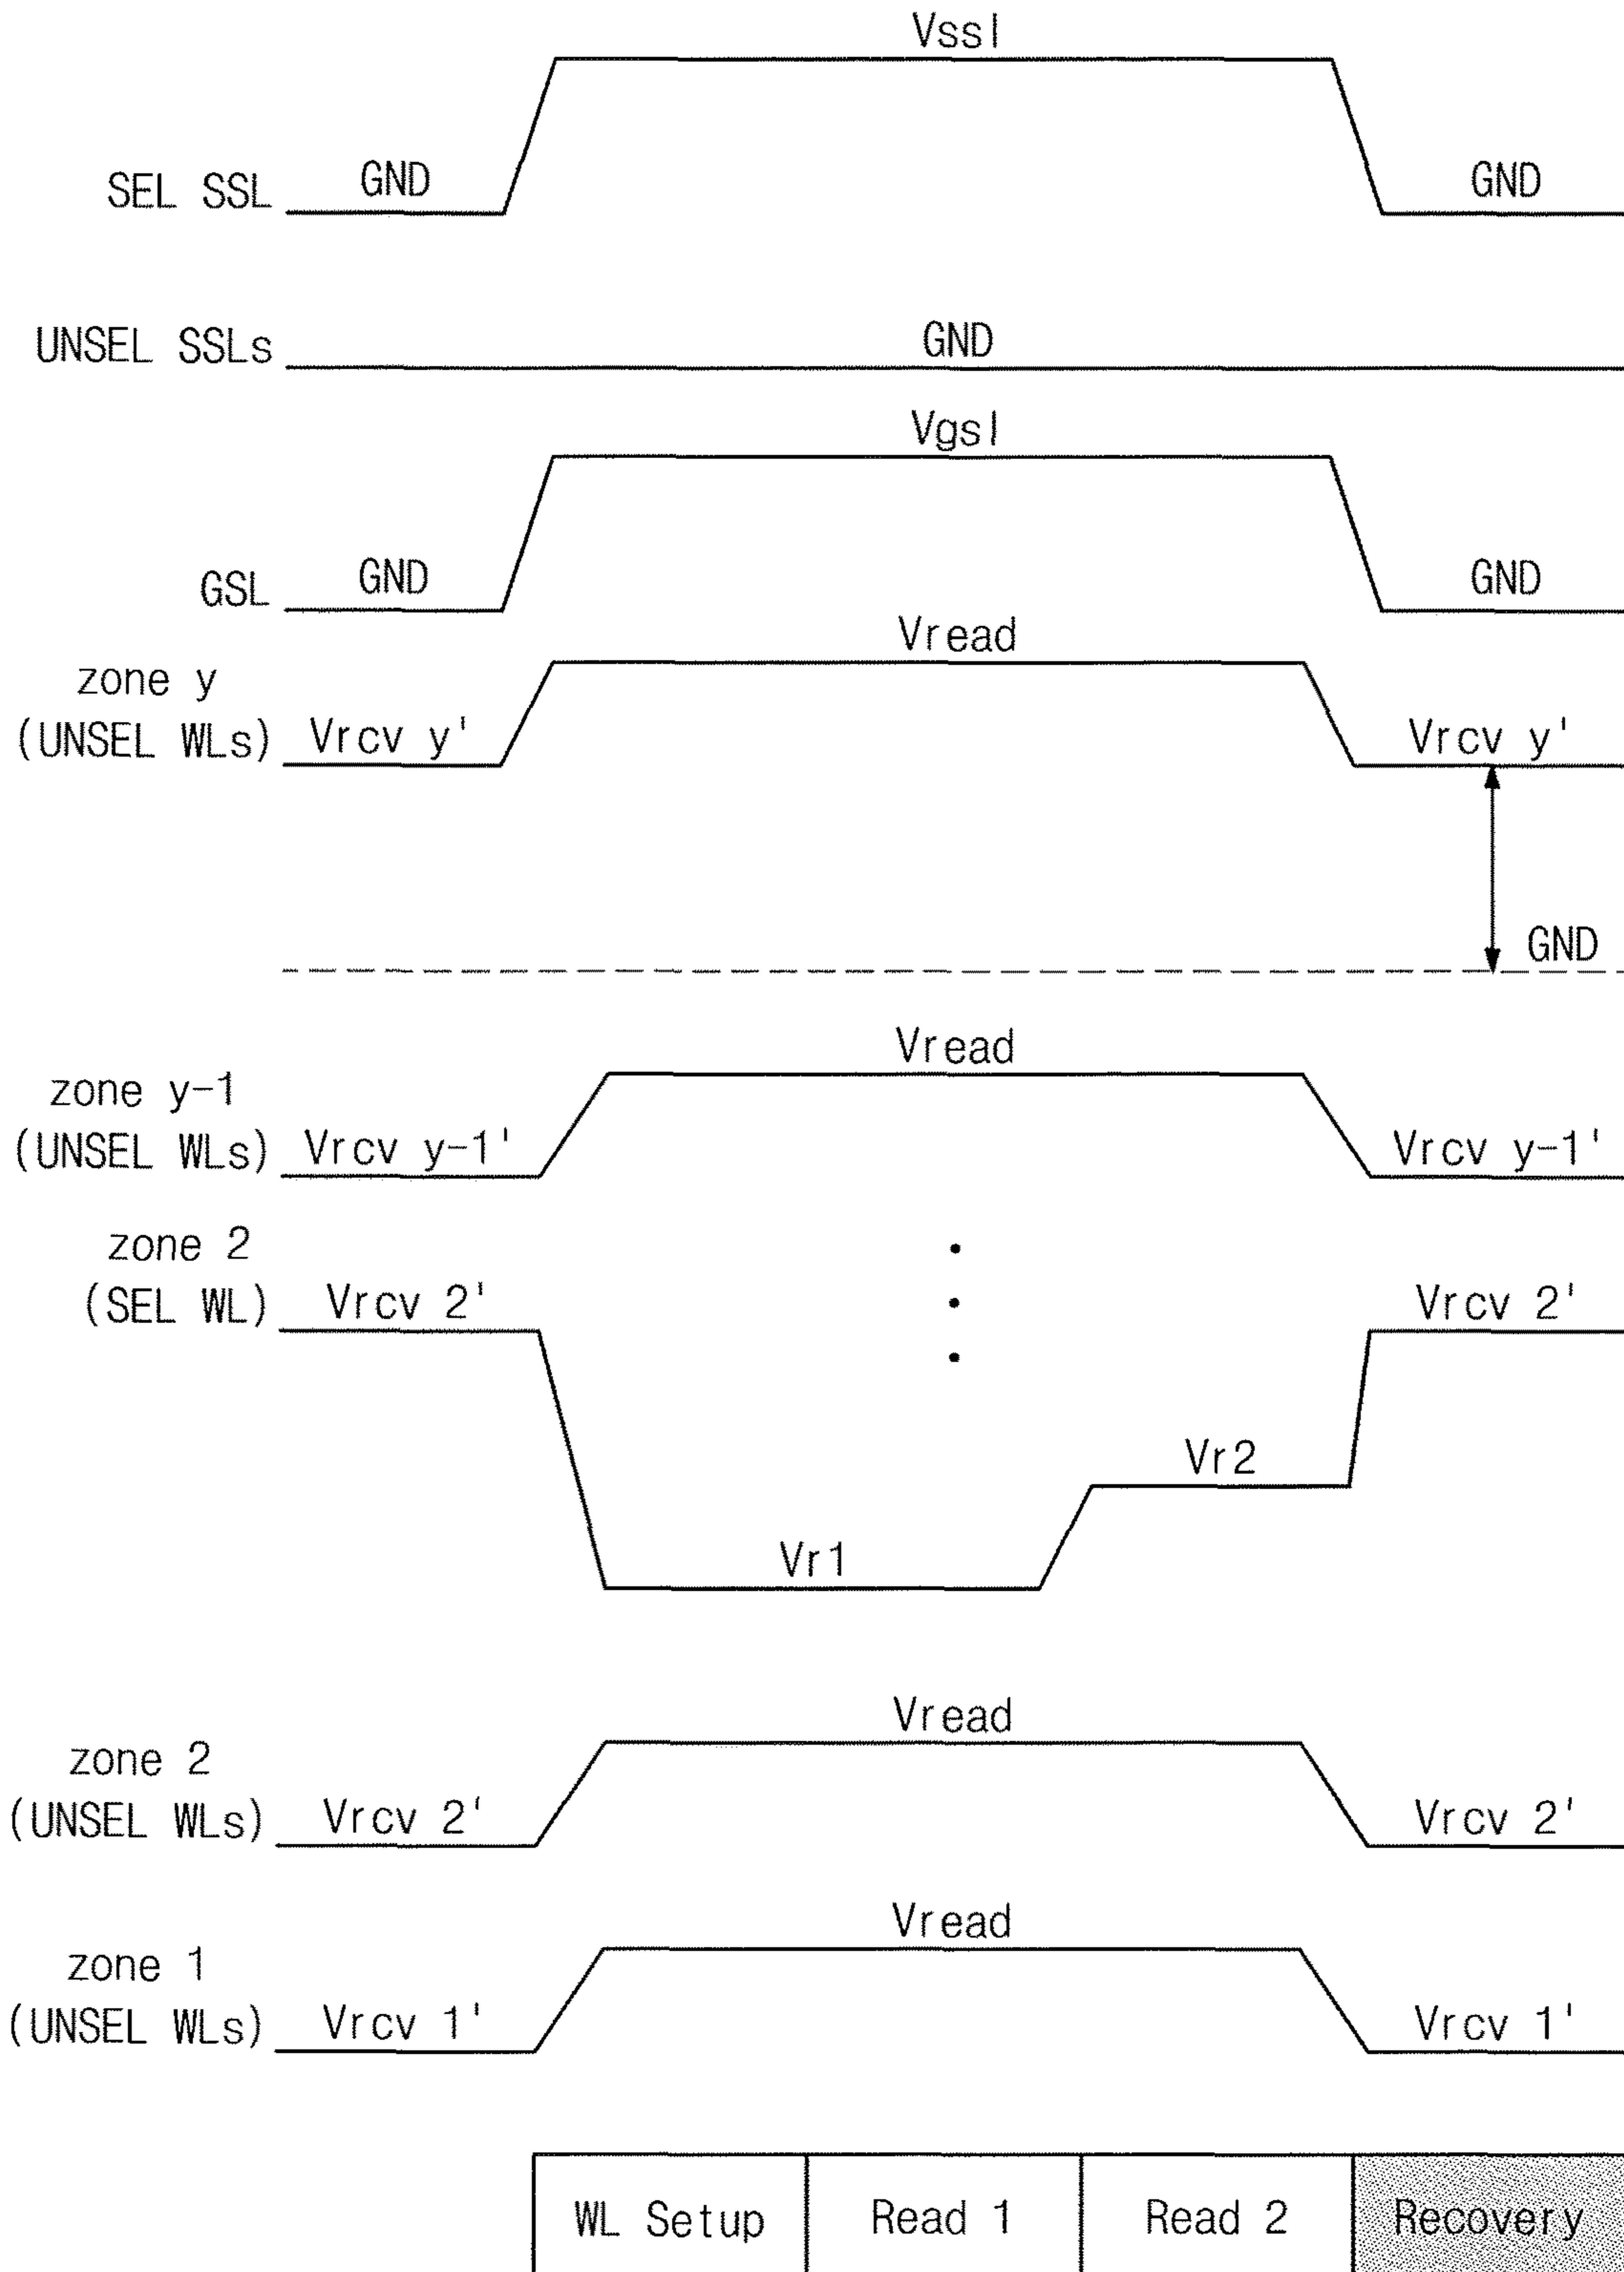 Vssl
SEL SSL GND GND
UNSEL SSLs GND
Vgsl
GSL GND GND
Vread
zone y
(UNSEL WLs) Vrcv y' Vrcv y'
GND
Vread
zone y-1
(UNSEL WLs) Vrcv y-1' Vrcv y-1'
zone 2
(SEL WL) Vrcv 2' Vrcv 2'
Vr2
Vr1
Vread
zone 2
(UNSEL WLs) Vrcv 2' Vrcv 2'
Vread
zone 1
(UNSEL WLs) Vrcv 1' Vrcv 1'
WL Setup Read 1 Read 2 Recovery